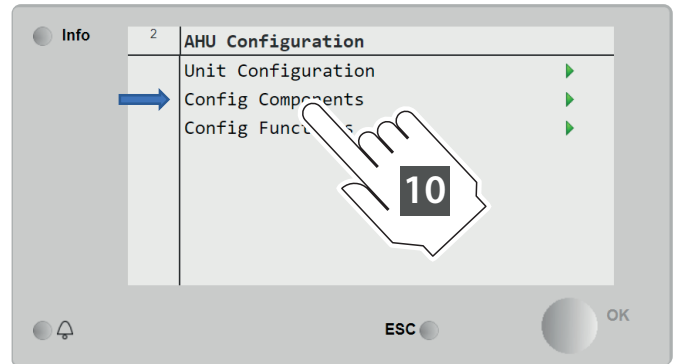 Info
2
AHU Configuration
Unit Configuration
Config Components
Config Func
10
ESC
OK